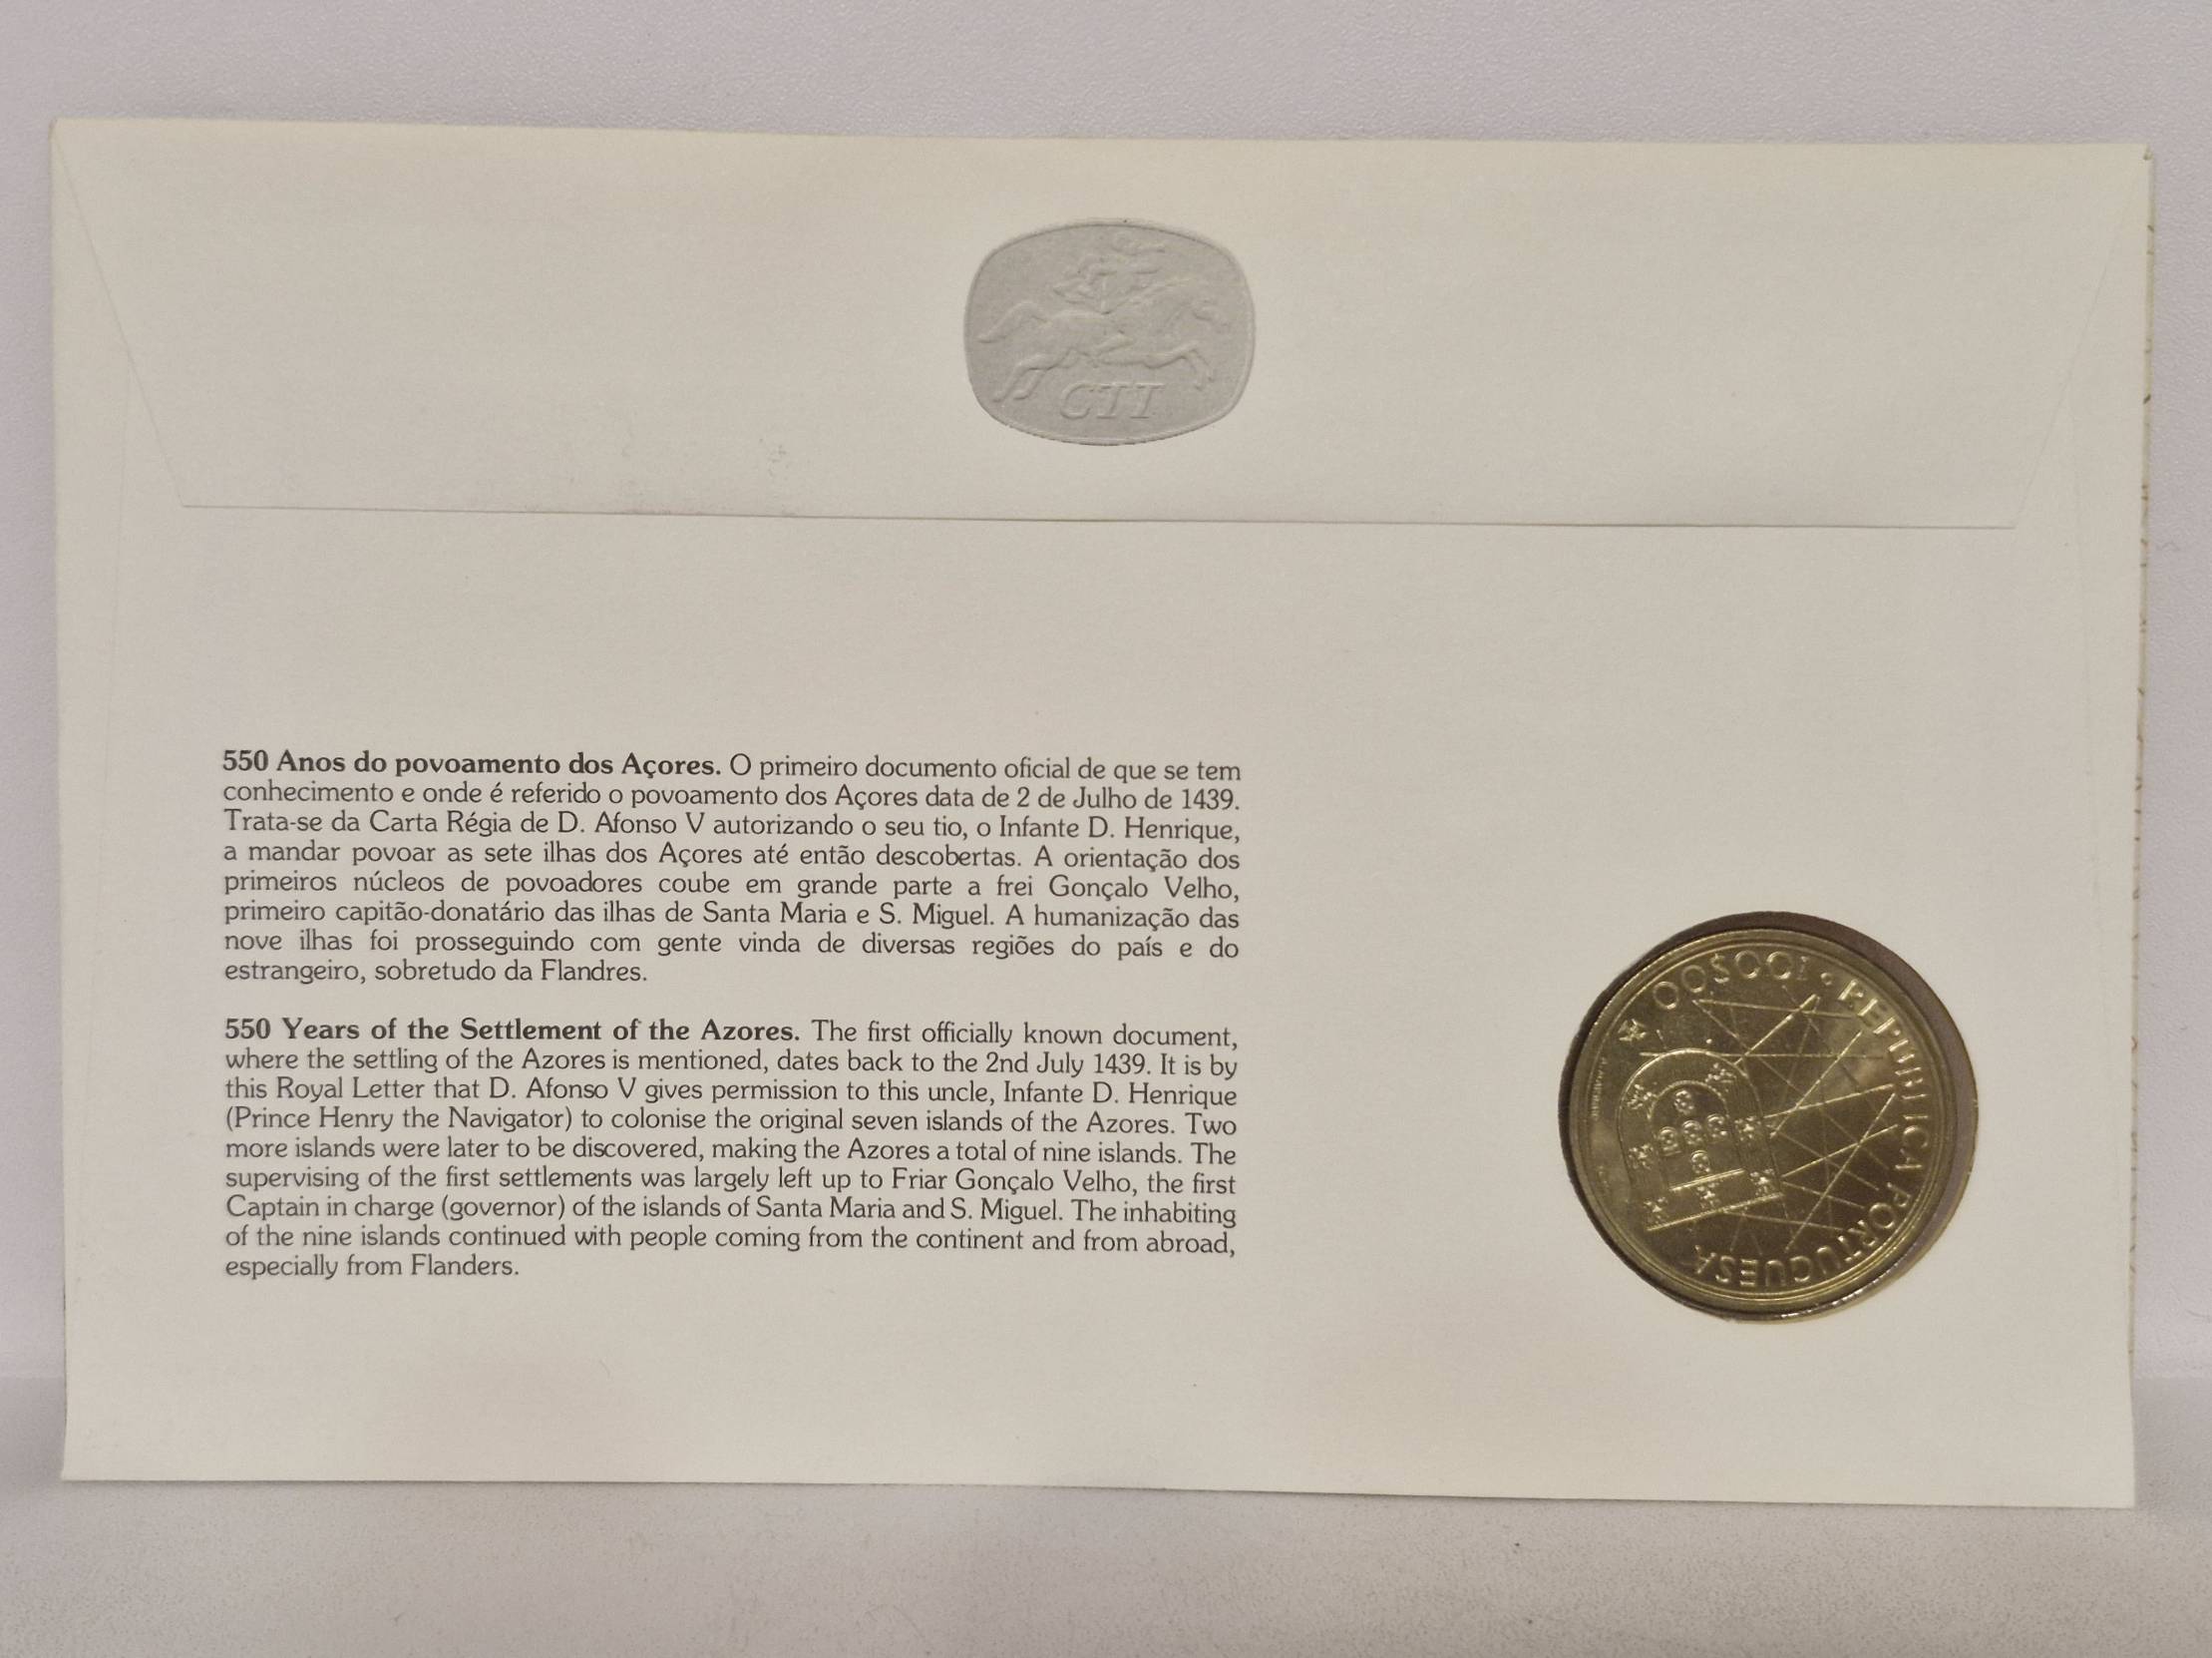 CTT
550 Anos do povoamento dos Açores. O primeiro documento oficial de que se tem
conhecimento e onde é referido o povoamento dos Açores data de 2 de Julho de 1439.
Trata-se da Carta Régia de D. Afonso V autorizando o seu tio, o Infante D. Henrique,
a mandar povoar as sete ilhas dos Açores até então descobertas. A orientação dos
primeiros núcleos de povoadores coube em grande parte a frei Gonçalo Velho,
primeiro capitão-donatário das ilhas de Santa Maria e S. Miguel. A humanização das
nove ilhas foi prosseguindo com gente vinda de diversas regiões do país e do
estrangeiro, sobretudo da Flandres.
550 Years of the Settlement of the Azores. The first officially known document,
where the settling of the Azores is mentioned, dates back to the 2nd July 1439. It is by
this Royal Letter that D. Afonso V gives permission to this uncle, Infante D. Henrique
(Prince Henry the Navigator) to colonise the original seven islands of the Azores. Two
more islands were later to be discovered, making the Azores a total of nine islands. The
supervising of the first settlements was largely left up to Friar Gonçalo Velho, the first
Captain in charge (governor) of the islands of Santa Maria and S. Miguel. The inhabiting
of the nine islands continued with people coming from the continent and from abroad,
especially from Flanders.
REPUBLICA PORTUGUESA
100$00